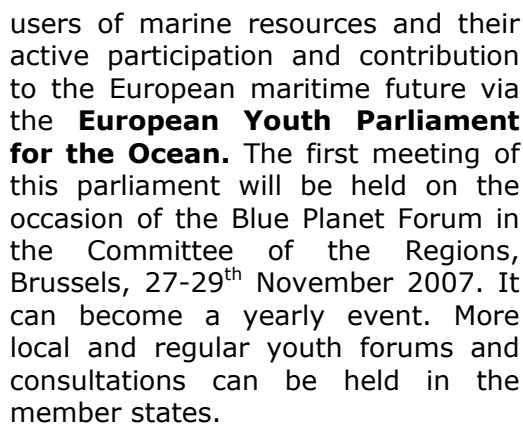 users of marine resources and their
active participation and contribution
to the European maritime future via
the European Youth Parliament
for the Ocean. The first meeting of
this parliament will be held on the
occasion of the Blue Planet Forum in
the Committee of the Regions,
Brussels, 27-29th November 2007. It
can become a yearly event. More
local and regular youth forums and
consultations can be held in the
member states.